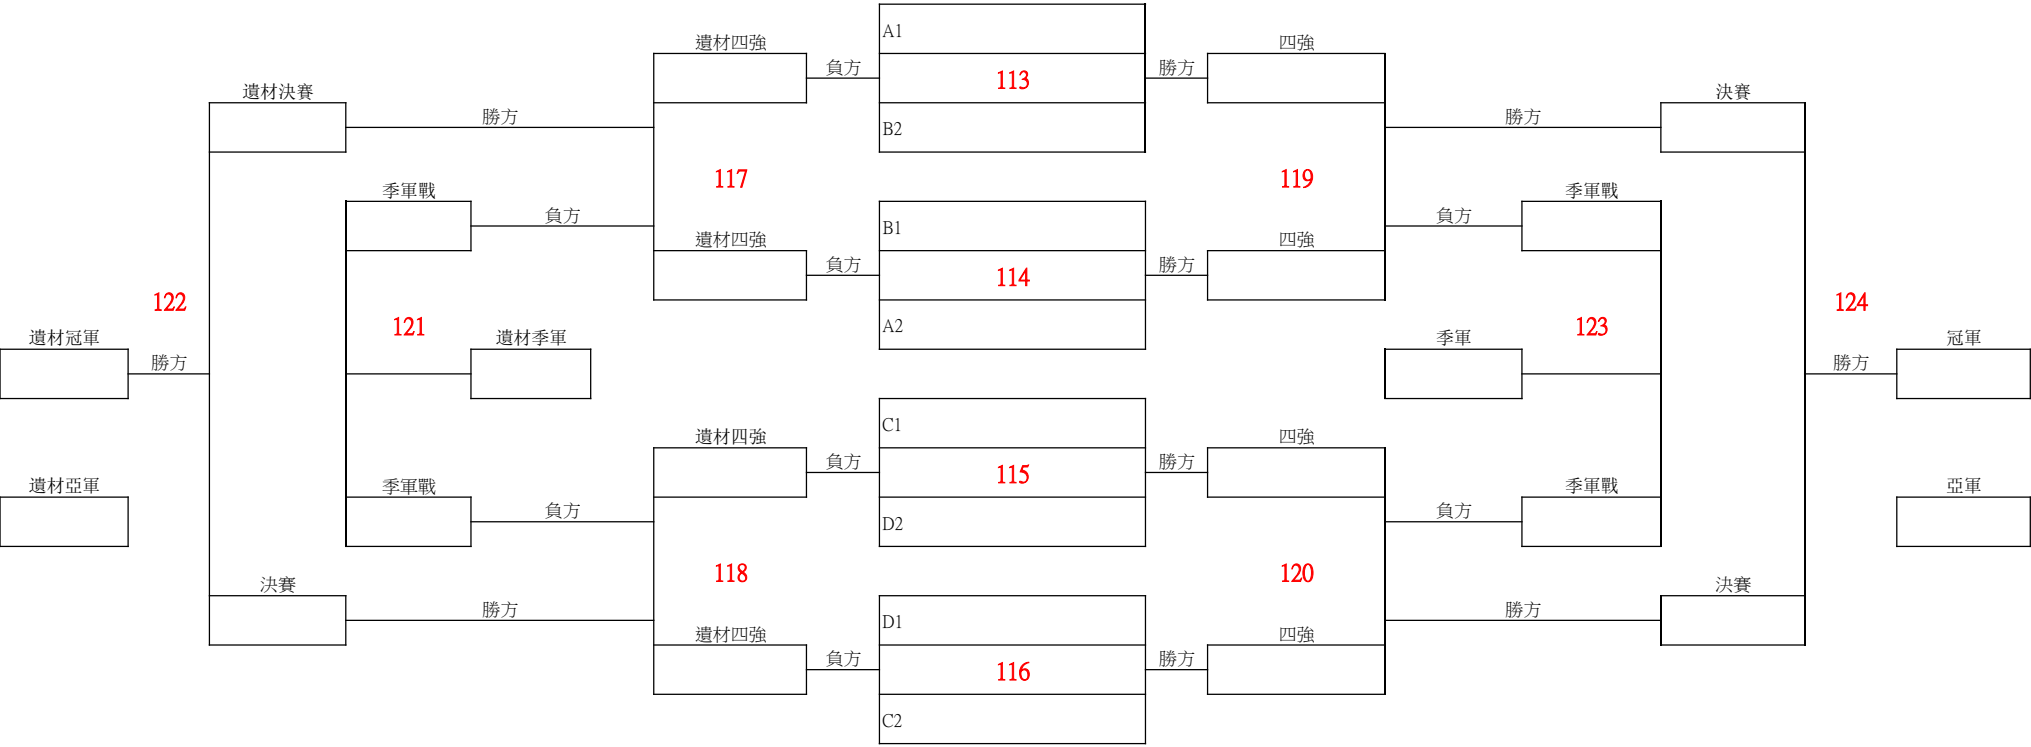 A1
遺材四強
四強
負方
113
勝方
遺材決賽
決賽
勝方
B2
勝方
117
119
季軍戰
季軍戰
負方
B1
負方
遺材四強
四強
負方
114
勝方
122
124
121
A2
123
遺材冠軍
遺材季軍
季軍
冠軍
勝方
勝方
C1
遺材四強
四強
負方
115
勝方
遺材亞軍
季軍戰
季軍戰
亞軍
負方
D2
負方
118
120
決賽
決賽
勝方
D1
勝方
遺材四強
四強
負方
116
勝方
C2